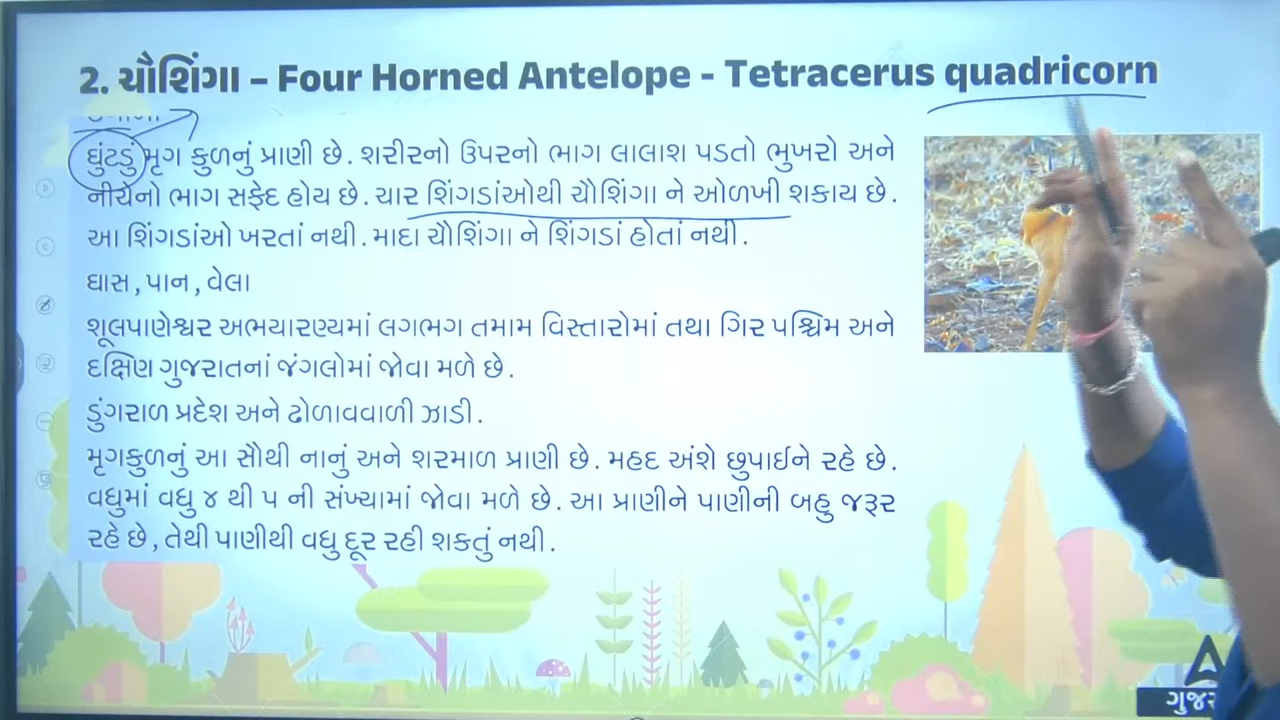 2. ચૌશિંગા – Four Horned Antelope - Tetracerus quadricorn
ઘુંટડું મૃગ કુળનું પ્રાણી છે. શરીરનો ઉપરનો ભાગ લાલાશ પડતો ભુખરો અને
નીચેનો ભાગ સફેદ હોય છે. ચાર શિંગડાંઓથી ચૌશિંગા ને ઓળખી શકાય છે.
આ શિંગડાંઓ ખરતાં નથી. માદા ચૌશિંગા ને શિંગડાં હોતાં નથી.
ઘાસ, પાન, વેલા
શૂલપાણેશ્વર અભયારણ્યમાં લગભગ તમામ વિસ્તારોમાં તથા ગિર પશ્ચિમ અને
દક્ષિણ ગુજરાતનાં જંગલોમાં જોવા મળે છે.
ડુંગરાળ પ્રદેશ અને ઢોળાવવાળી ઝાડી.
મૃગકુળનું આ સૌથી નાનું અને શરમાળ પ્રાણી છે. મહદ અંશે છુપાઈને રહે છે.
વધુમાં વધુ ૪ થી ૫ ની સંખ્યામાં જોવા મળે છે. આ પ્રાણીને પાણીની બહુ જરૂર
રહે છે, તેથી પાણીથી વધુ દૂર રહી શકતું નથી.